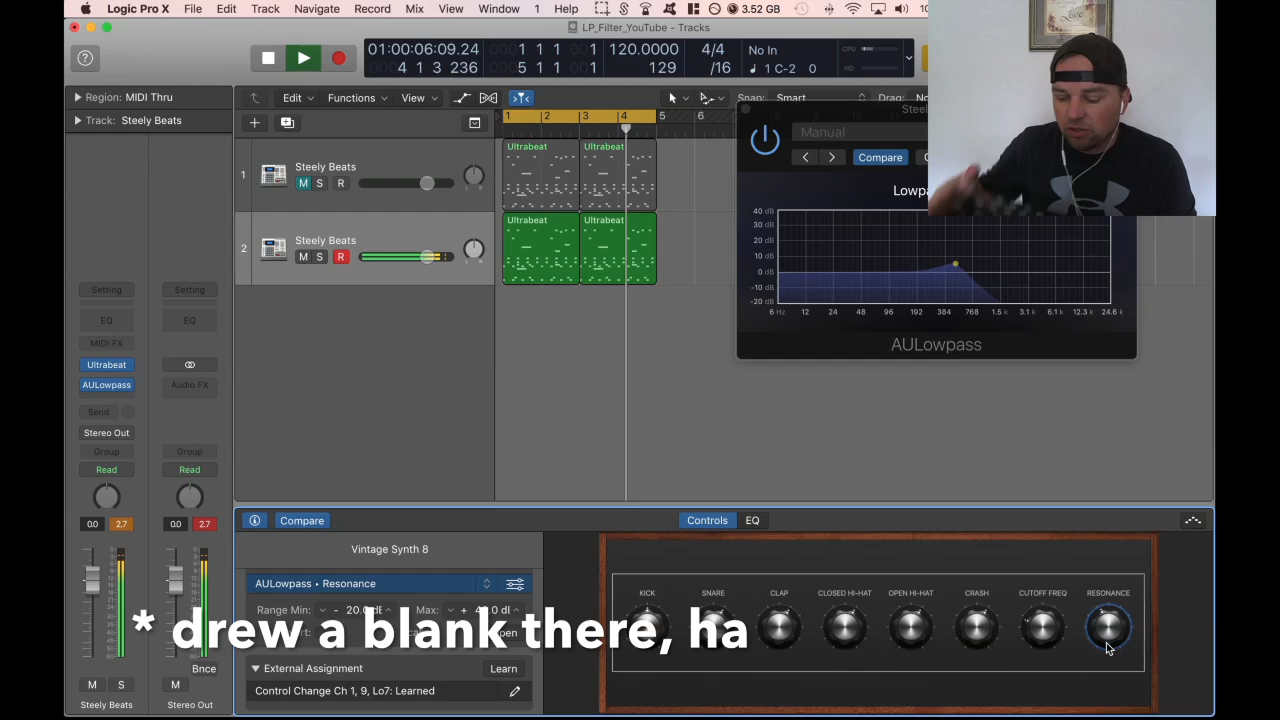 Logic Pro X File Edit Track Navigate Record Mix View Window 1 Help 3.52 GB
LP_Filter_YouTube - Tracks
01:00:06:09.24 1 1 1 120.0000 4/4 No In CPU
4 1 3 236 5 1 1 129 /16 1 C-2 0 HD
Region: MIDI Thru
Edit Functions View Snap: Smart Drag:
Track: Steely Beats
1 2 3 4 5 6
Steely Beats
1
M S R
Ultrabeat Ultrabeat
Steely Beats
2
M S R
Ultrabeat Ultrabeat
Manual
Compare
40 dB
30 dB
20 dB
10 dB
0 dB
-10 dB
-20 dB
6 Hz 12 24 48 96 192 384 768 1.5 k 3.1 k 6.1 k 12.3 k 24.6 k
AULowpass
Setting Setting
EQ EQ
MIDI FX
Ultrabeat
AULowpass Audio FX
Send
Stereo Out
Group Group
Read Read
0.0 2.7 0.0 2.7
Bnce
M S M
Steely Beats Stereo Out
Compare Controls EQ
Vintage Synth 8
AULowpass • Resonance
Range Min:
Max:
* drew a blank there, ha
External Assignment Learn
Control Change Ch 1, 9, Lo7: Learned
KICK SNARE CLAP CLOSED HI-HAT OPEN HI-HAT CRASH CUTOFF FREQ RESONANCE